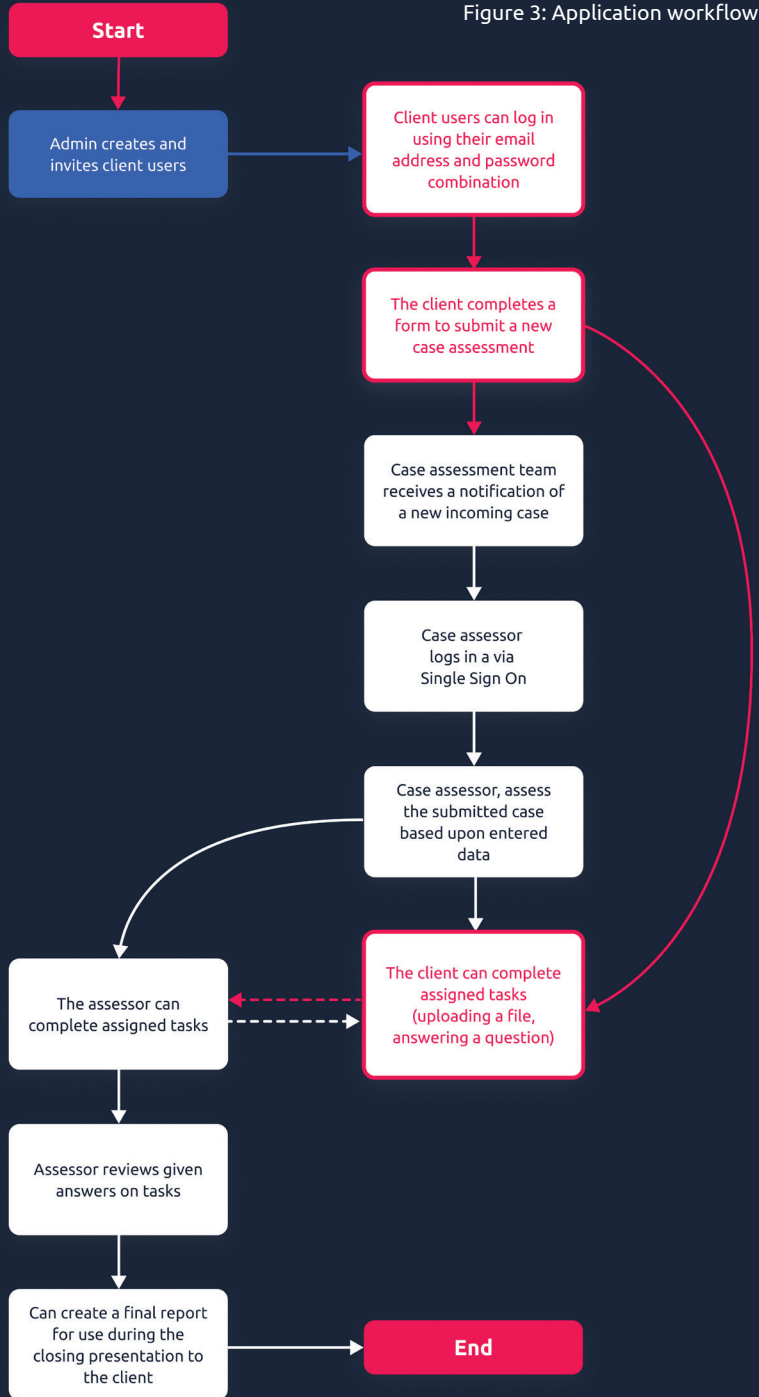 Figure 3: Application workflow
Start
Admin creates and
invites client users
Client users can log in
using their email
address and password
combination
The client completes a
form to submit a new
case assessment
Case assessment team
receives a notification of
a new incoming case
Case assessor
logs in a via
Single Sign On
Case assessor, assess
the submitted case
based upon entered
data
The client can complete
assigned tasks
(uploading a file,
answering a question)
The assessor can
complete assigned tasks
Assessor reviews given
answers on tasks
Can create a final report
for use during the
closing presentation to
the client
End